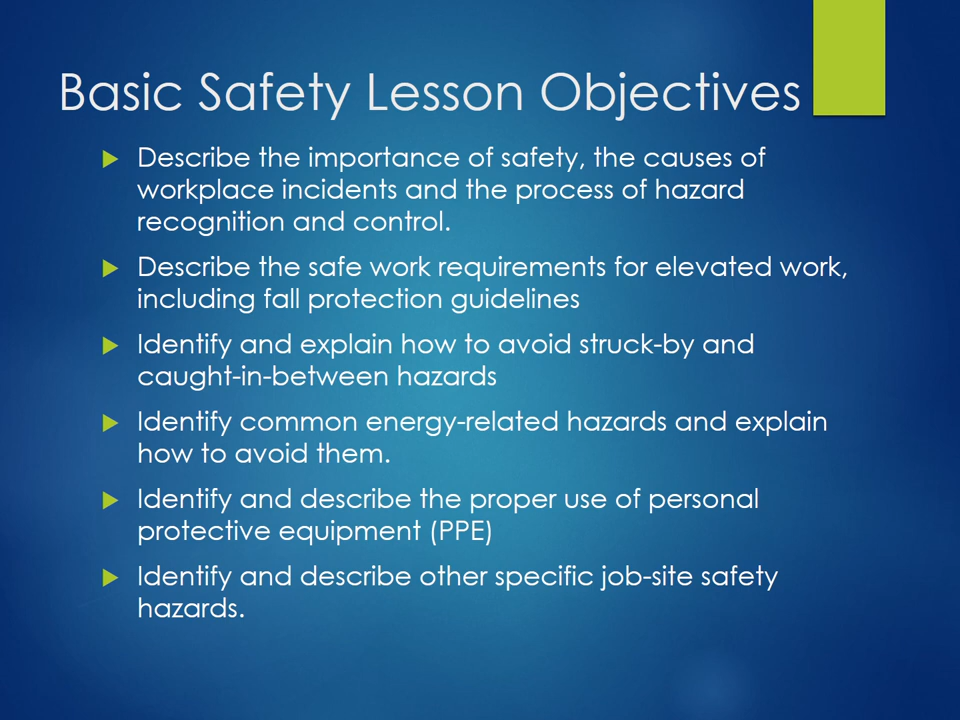 Basic Safety Lesson Objectives
Describe the importance of safety, the causes of
workplace incidents and the process of hazard
recognition and control.
Describe the safe work requirements for elevated work,
including fall protection guidelines
Identify and explain how to avoid struck-by and
caught-in-between hazards
Identify common energy-related hazards and explain
how to avoid them.
Identify and describe the proper use of personal
protective equipment (PPE)
Identify and describe other specific job-site safety
hazards.